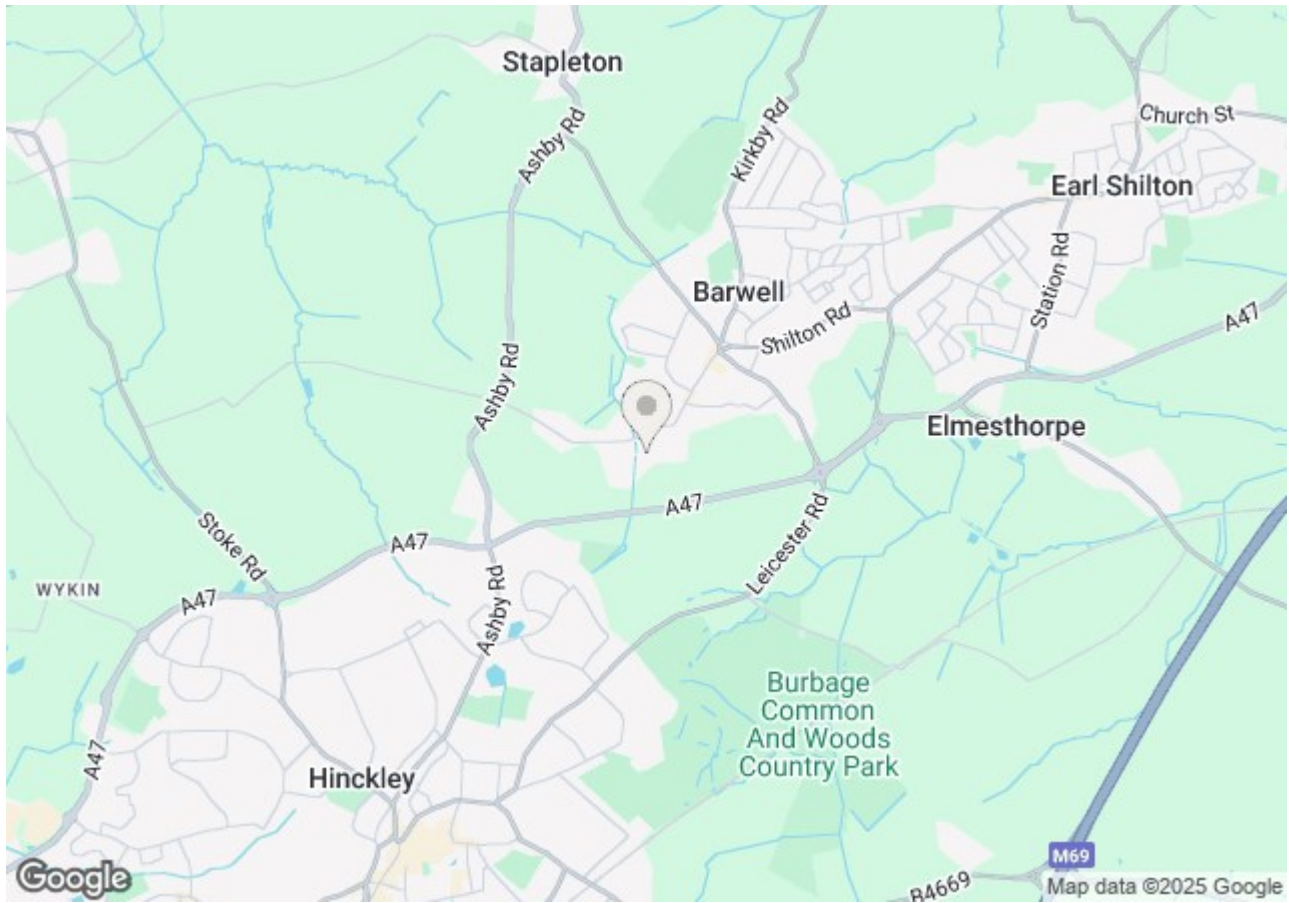 Stapleton
Church St
Ashby Rd
Kirkby Rd
Earl Shilton
Station Rd
Barwell
Shilton Rd
A47
Ashby Rd
Elmesthorpe
A47
Stoke Rd
A47
Leicester Rd
WYKIN
A47
Ashby Rd
Burbage
Common
And Woods
Country Park
A47
Hinckley
M69
B4669
Google
Map data ©2025 Google